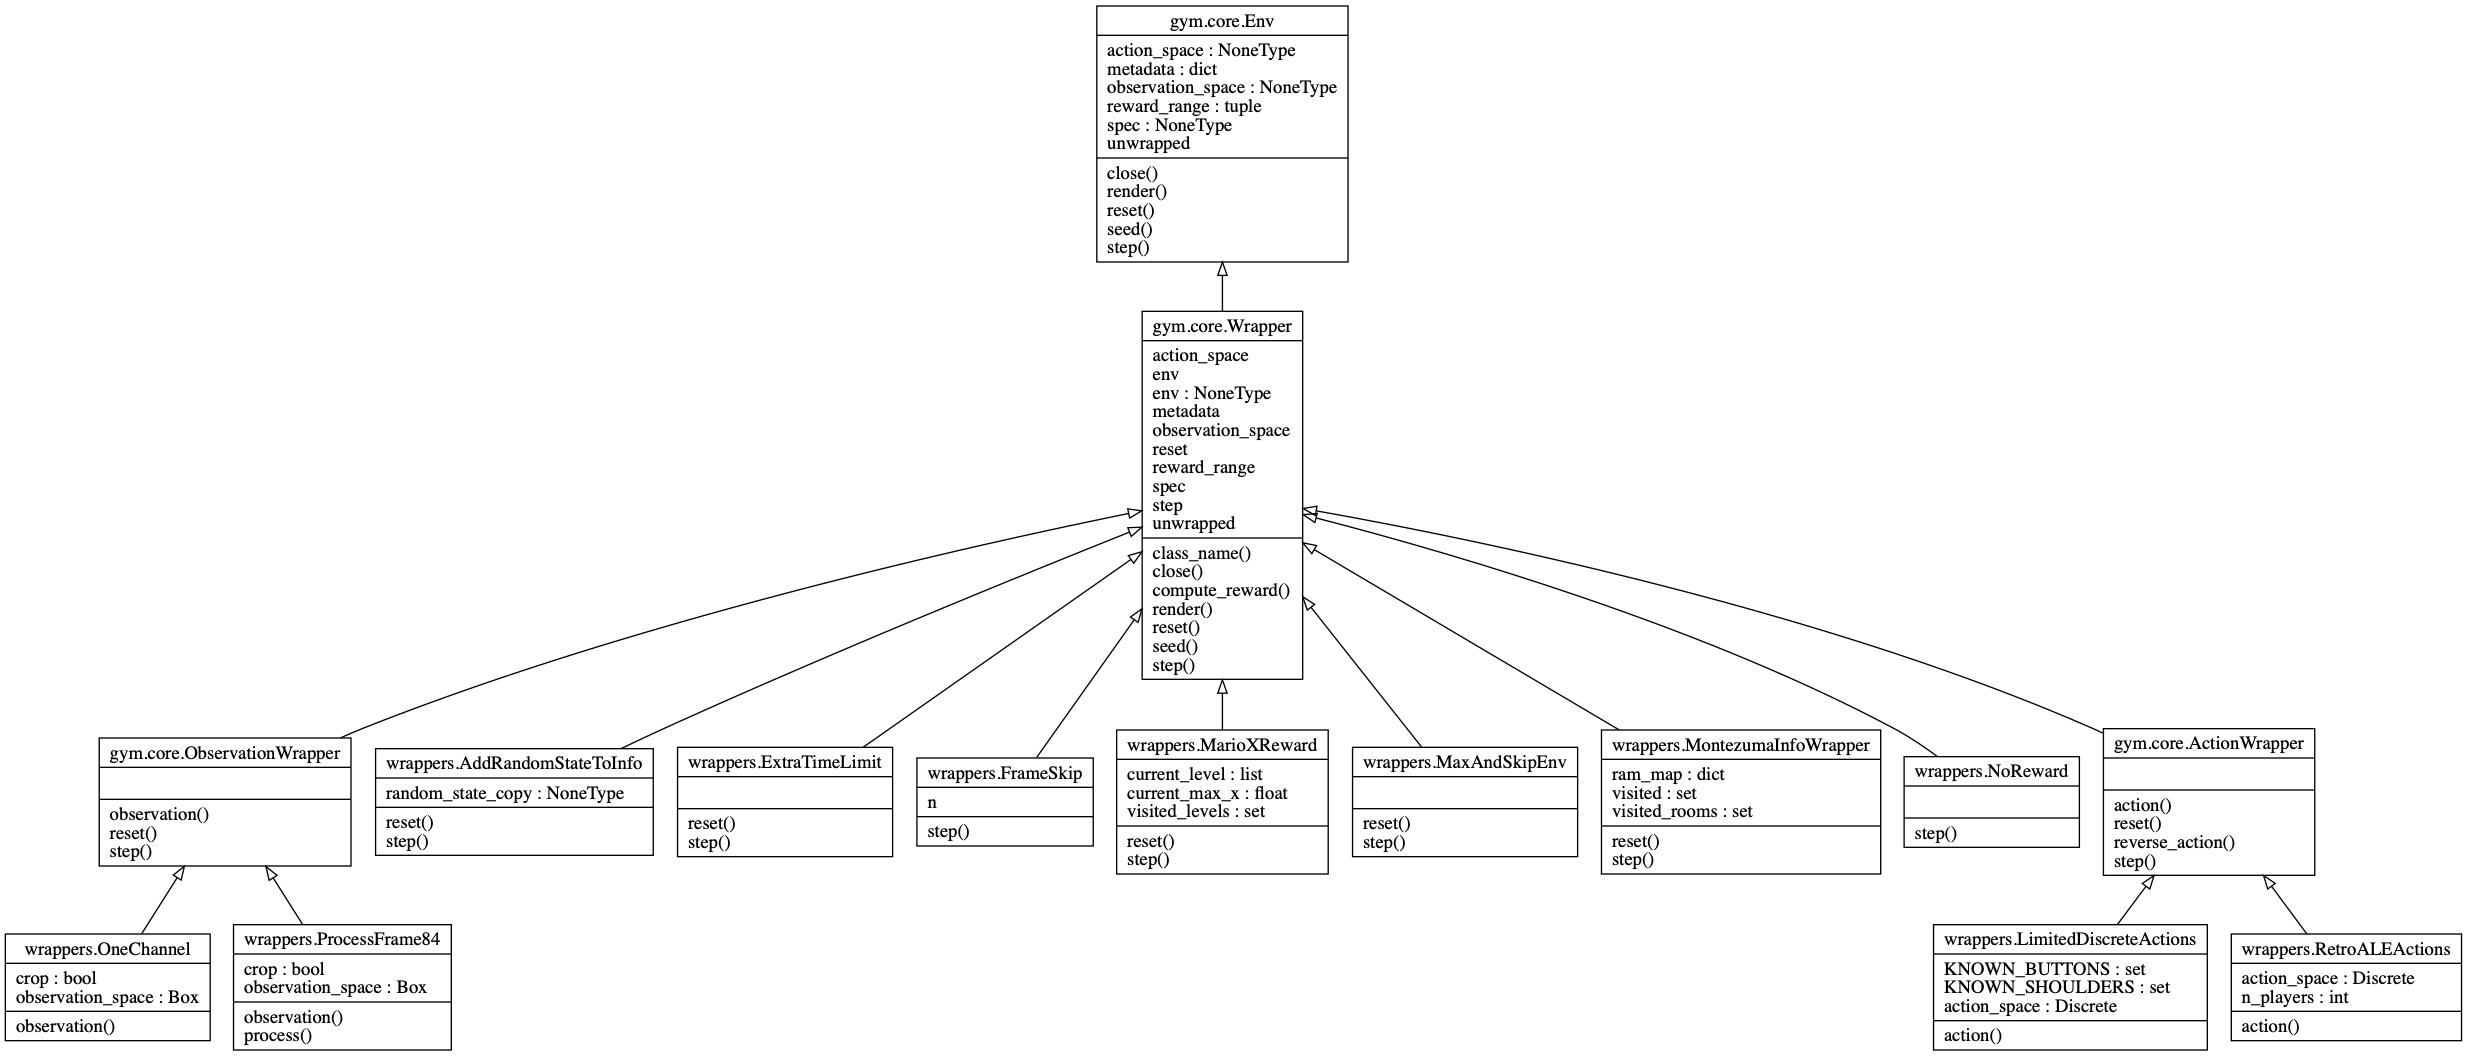 gym.core.Env
action_space : NoneType
metadata : dict
observation_space : NoneType
reward_range : tuple
spec : NoneType
unwrapped
close()
render()
reset()
seed()
step()
gym.core.Wrapper
action_space
env
env : NoneType
metadata
observation_space
reset
reward_range
spec
step
unwrapped
class_name()
close()
compute_reward()
render()
reset()
seed()
step()
gym.core.ObservationWrapper
observation()
reset()
step()
wrappers.AddRandomStateToInfo
random_state_copy : NoneType
reset()
step()
wrappers.ExtraTimeLimit
reset()
step()
wrappers.FrameSkip
n
step()
wrappers.MarioXReward
current_level : list
current_max_x : float
visited_levels : set
reset()
step()
wrappers.MaxAndSkipEnv
reset()
step()
wrappers.MontezumaInfoWrapper
ram_map : dict
visited : set
visited_rooms : set
reset()
step()
wrappers.NoReward
step()
gym.core.ActionWrapper
action()
reset()
reverse_action()
step()
wrappers.OneChannel
crop : bool
observation_space : Box
observation()
wrappers.ProcessFrame84
crop : bool
observation_space : Box
observation()
process()
wrappers.LimitedDiscreteActions
KNOWN_BUTTONS : set
KNOWN_SHOULDERS : set
action_space : Discrete
action()
wrappers.RetroALEActions
action_space : Discrete
n_players : int
action()